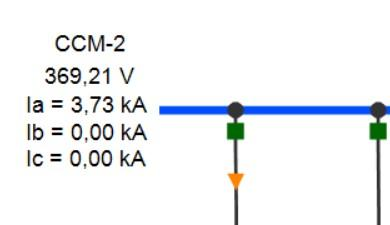 CCM-2
369,21 V
Ia = 3,73 kA
Ib = 0,00 kA
Ic = 0,00 kA